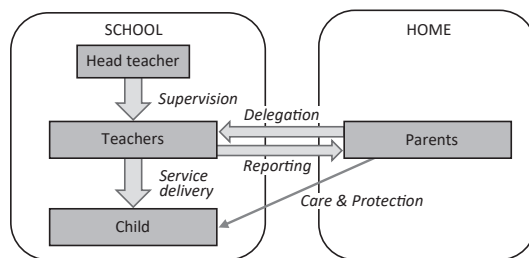 SCHOOL
HOME
Head teacher
Supervision
Delegation
Teachers
Parents
Reporting
Service
delivery
Care & Protection
Child